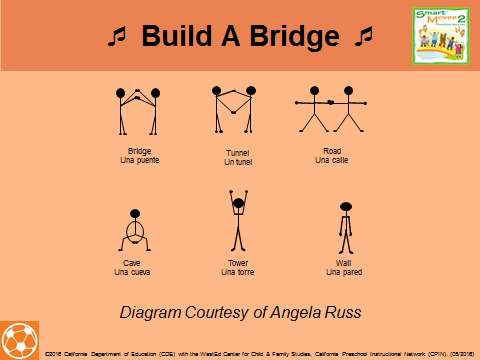 ♫ Build A Bridge ♫
Smart
Moves 2
Bridge
Una puente
Tunnel
Un tunel
Road
Una calle
Cave
Una cueva
Tower
Una torre
Wall
Una pared
Diagram Courtesy of Angela Russ
©2016 California Department of Education (CDE) with the WestEd Center for Child & Family Studies, California Preschool Instructional Network (CPIN). (05/2016)